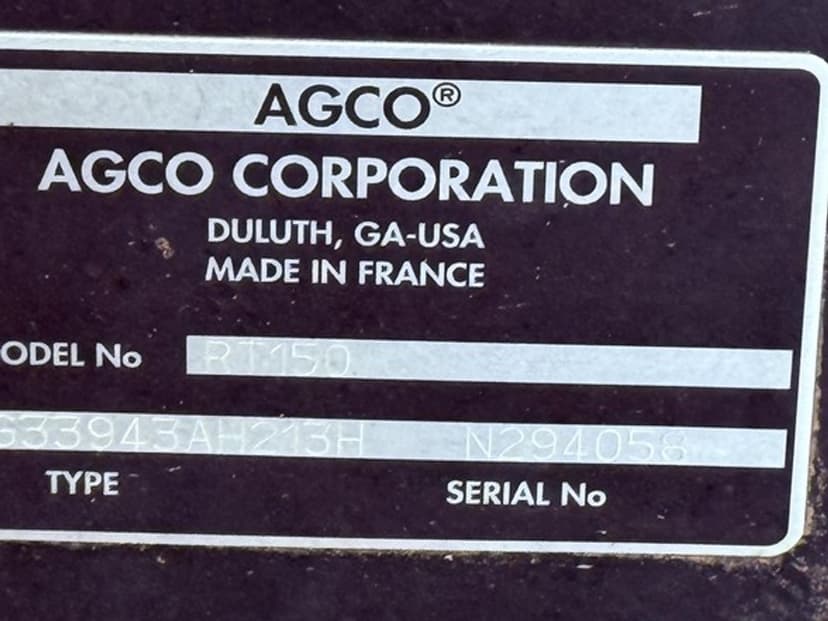 AGCO®
AGCO CORPORATION
DULUTH, GA-USA
MADE IN FRANCE
ODEL No RT150
G33943AH213H N294058
TYPE SERIAL No